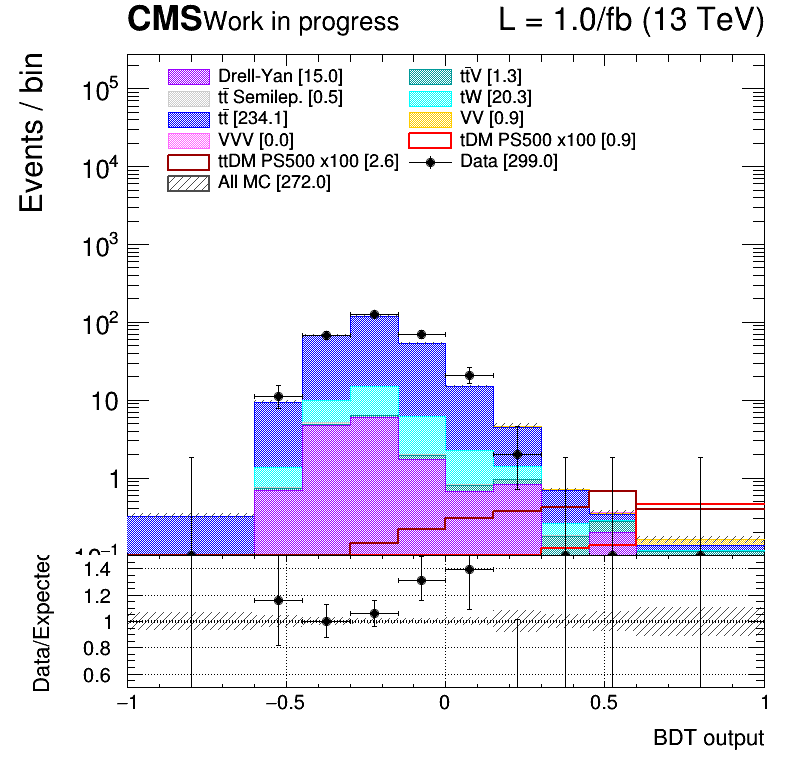 CMS Work in progress L = 1.0/fb (13 TeV)
Events / bin
Drell-Yan [15.0] tt̄V [1.3]
tt̄ Semilep. [0.5] tW [20.3]
tt̄ [234.1] VV [0.9]
VVV [0.0] tDM PS500 x100 [0.9]
ttDM PS500 x100 [2.6] Data [299.0]
All MC [272.0]
10⁵
10⁴
10³
10²
10
1
10⁻¹
Data/Expected
1.4
1.2
1
0.8
0.6
−1 −0.5 0 0.5 1
BDT output